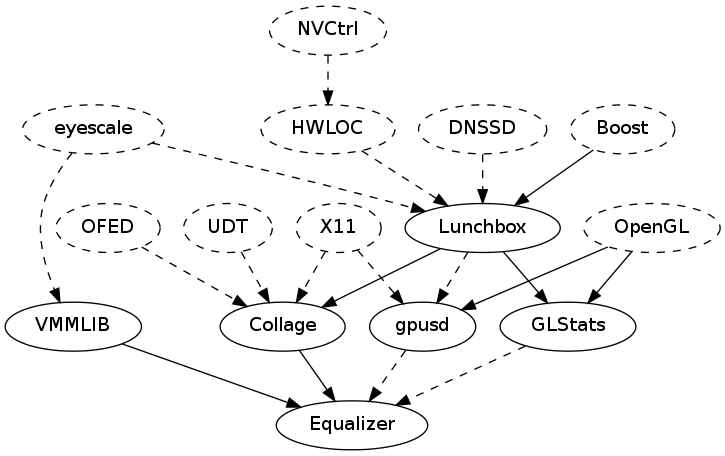 NVCtrl
eyescale
HWLOC
DNSSD
Boost
OFED
UDT
X11
Lunchbox
OpenGL
VMMLIB
Collage
gpusd
GLStats
Equalizer